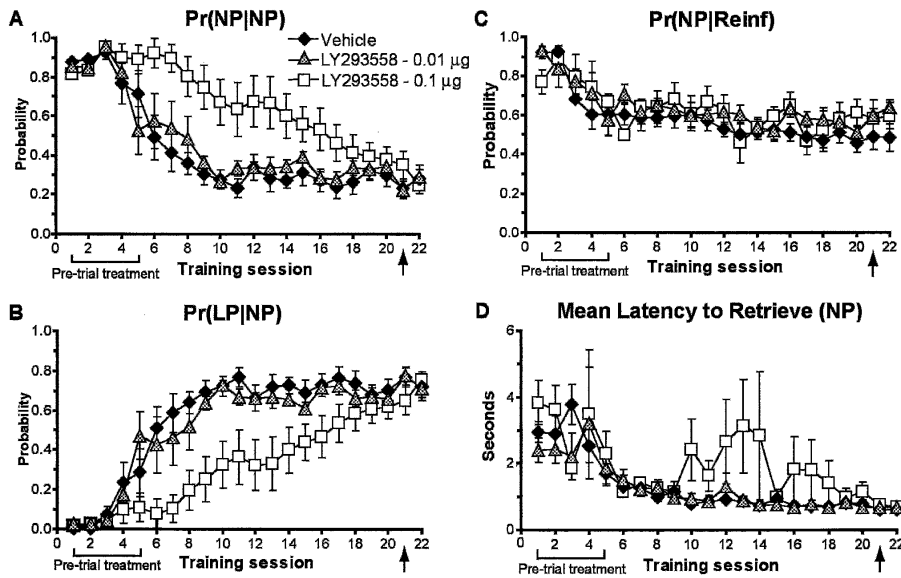 A
Pr(NP|NP)
Vehicle
LY293558 - 0.01 µg
LY293558 - 0.1 µg
Probability
1.0
0.8
0.6
0.4
0.2
0.0
2 4 6 8 10 12 14 16 18 20 22
Pre-trial treatment
Training session
C
Pr(NP|Reinf)
Probability
1.0
0.8
0.6
0.4
0.2
0.0
2 4 6 8 10 12 14 16 18 20 22
Pre-trial treatment
Training session
B
Pr(LP|NP)
Probability
1.0
0.8
0.6
0.4
0.2
0.0
2 4 6 8 10 12 14 16 18 20 22
Pre-trial treatment
Training session
D
Mean Latency to Retrieve (NP)
Seconds
6
4
2
0
2 4 6 8 10 12 14 16 18 20 22
Pre-trial treatment
Training session